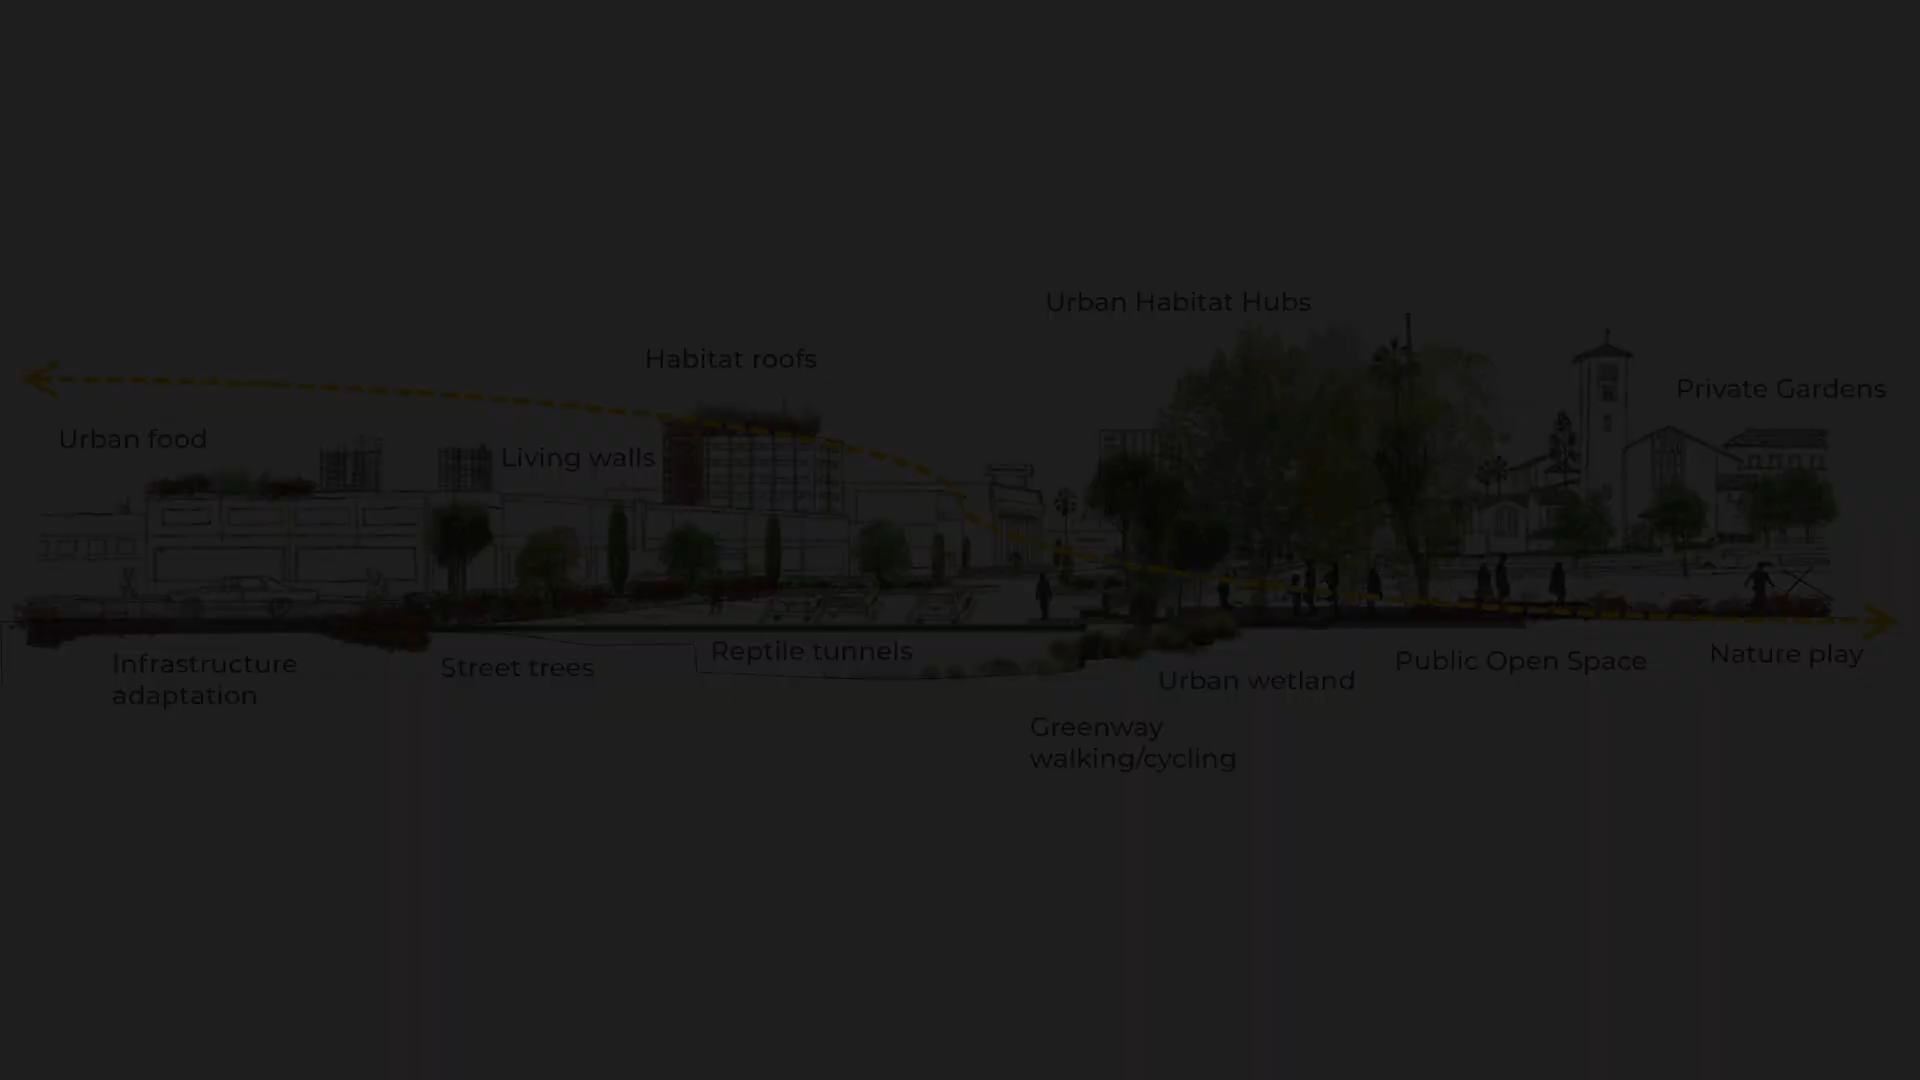 Urban Habitat Hubs
Habitat roofs
Private Gardens
Urban food
Living walls
Reptile tunnels
Infrastructure
adaptation
Street trees
Public Open Space
Nature play
Urban wetland
Greenway
walking/cycling